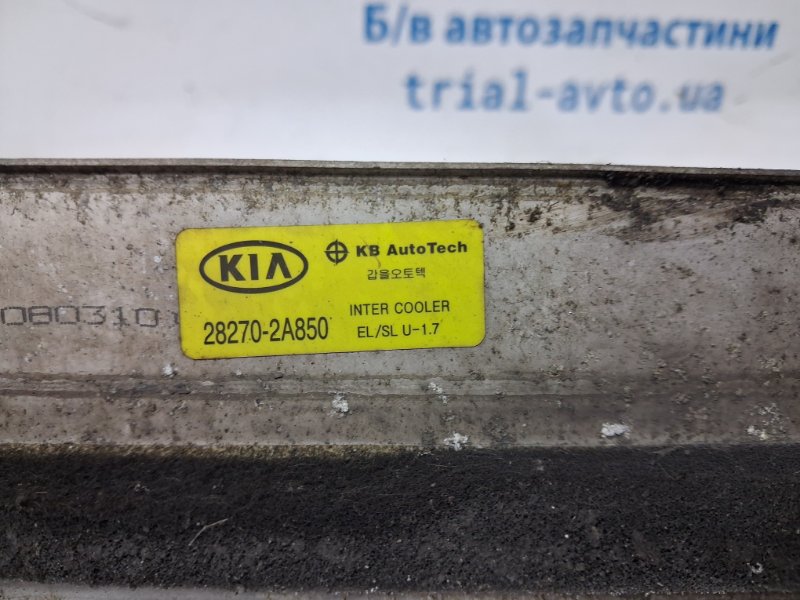 Б/в автозапчастини
trial-avto.ua
KIA
KB AutoTech
갑을오토텍
28270-2A850
INTER COOLER
EL/SL U-1.7
0803101